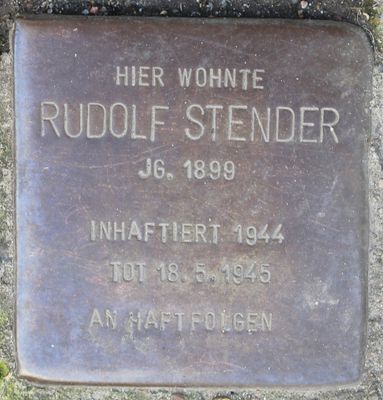 HIER WOHNTE
RUDOLF STENDER
JG. 1899
INHAFTIERT 1944
TOT 18.5.1945
AN HAFTFOLGEN